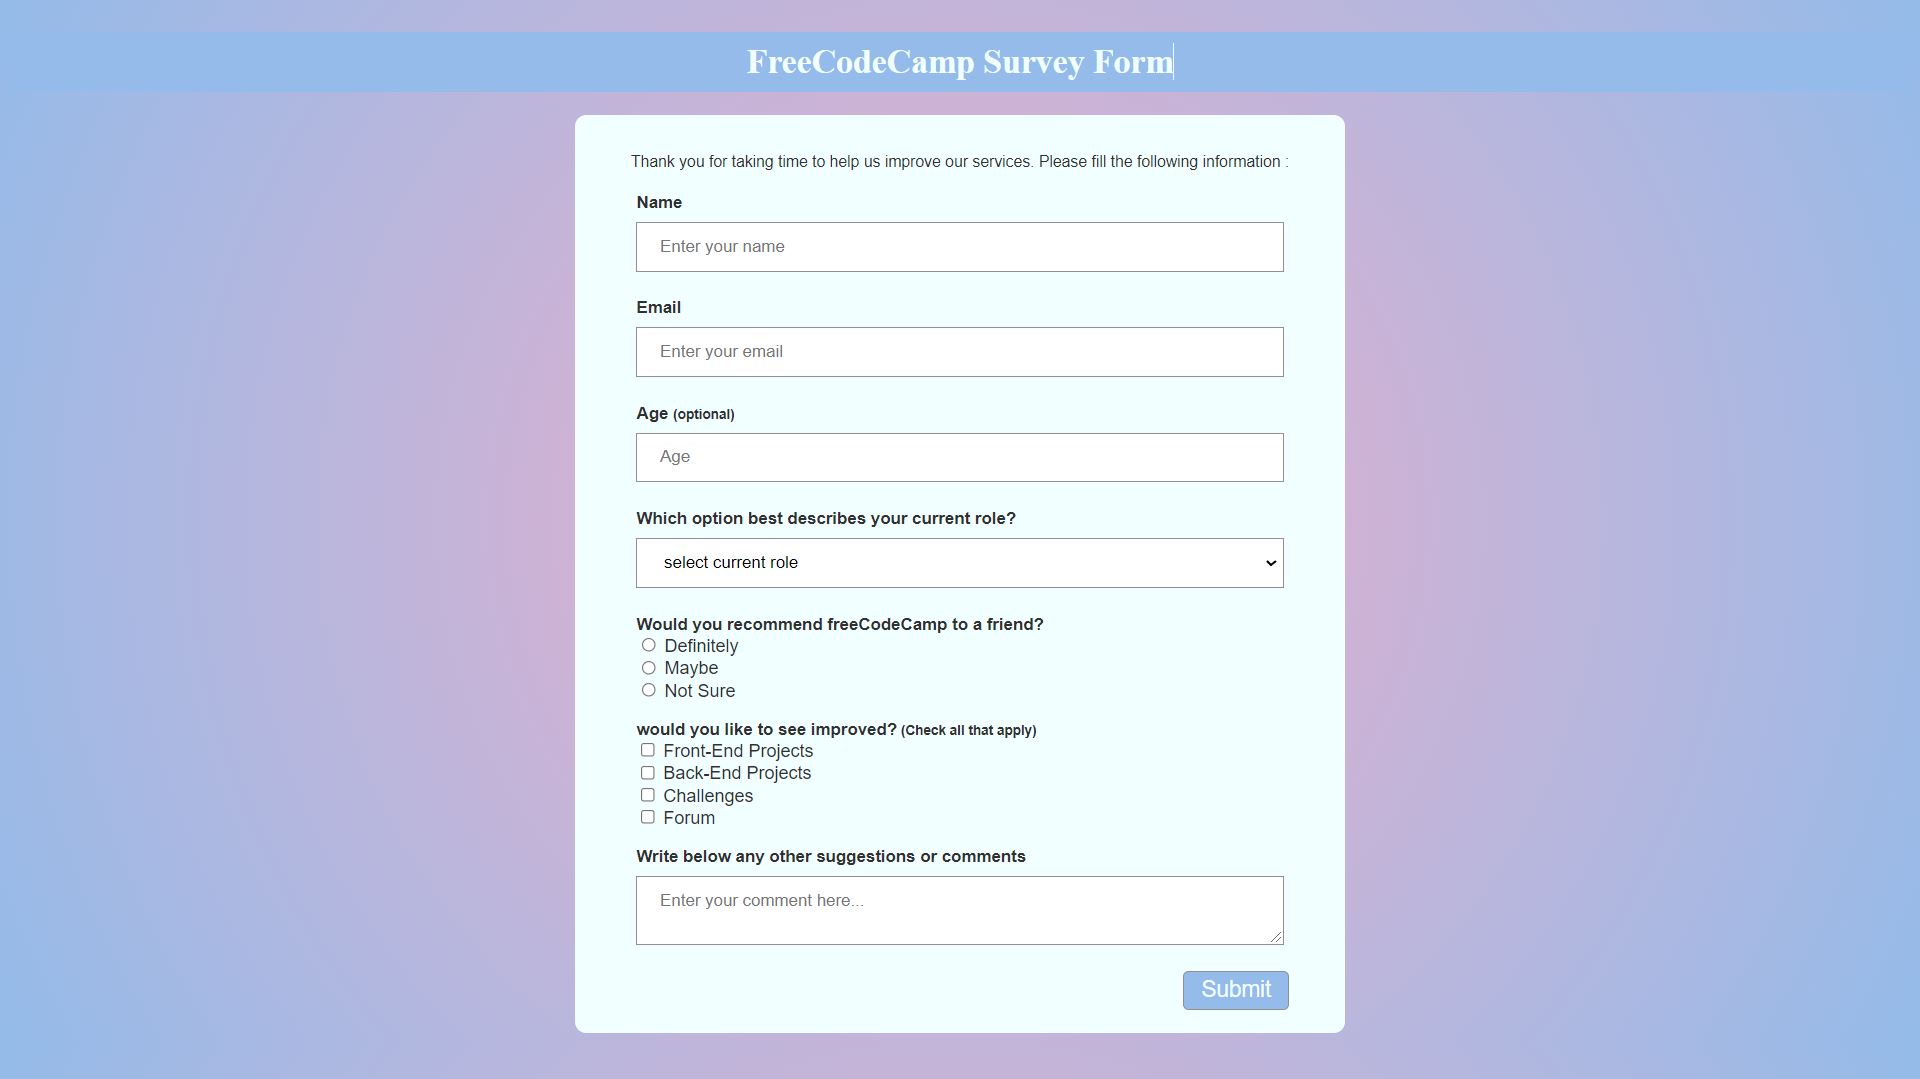 FreeCodeCamp Survey Form
Thank you for taking time to help us improve our services. Please fill the following information :
Name
Enter your name
Email
Enter your email
Age (optional)
Age
Which option best describes your current role?
select current role
Would you recommend freeCodeCamp to a friend?
Definitely
Maybe
Not Sure
would you like to see improved? (Check all that apply)
Front-End Projects
Back-End Projects
Challenges
Forum
Write below any other suggestions or comments
Enter your comment here...
Submit